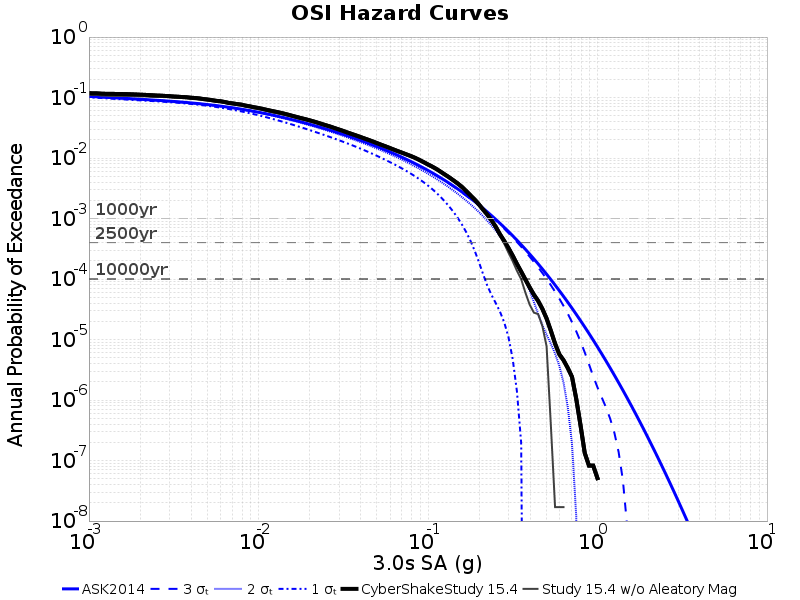 OSI Hazard Curves
Annual Probability of Exceedance
10^0
10^-1
10^-2
10^-3
10^-4
10^-5
10^-6
10^-7
10^-8
1000yr
2500yr
10000yr
10^-3 10^-2 10^-1 10^0 10^1
3.0s SA (g)
ASK2014 3 σₜ 2 σₜ 1 σₜ CyberShakeStudy 15.4 Study 15.4 w/o Aleatory Mag